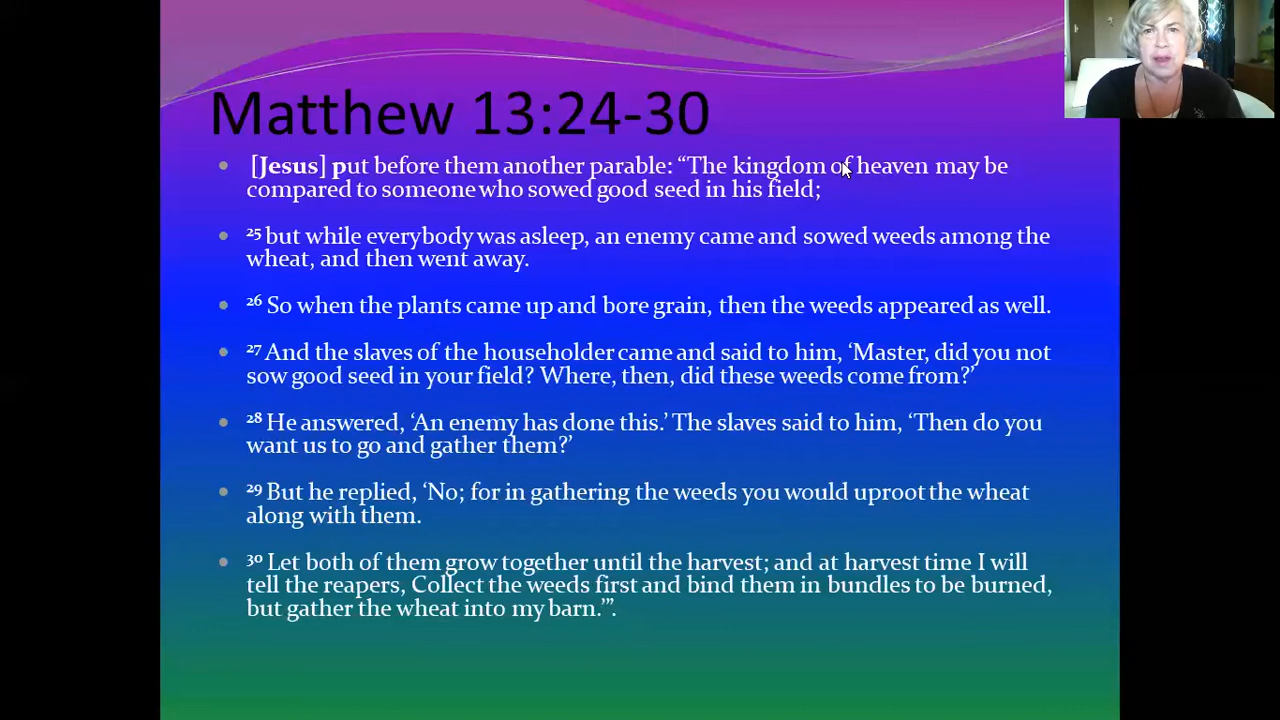 Matthew 13:24-30
• [Jesus] put before them another parable: “The kingdom of heaven may be
compared to someone who sowed good seed in his field;
• 25 but while everybody was asleep, an enemy came and sowed weeds among the
wheat, and then went away.
• 26 So when the plants came up and bore grain, then the weeds appeared as well.
• 27 And the slaves of the householder came and said to him, ‘Master, did you not
sow good seed in your field? Where, then, did these weeds come from?’
• 28 He answered, ‘An enemy has done this.’ The slaves said to him, ‘Then do you
want us to go and gather them?’
• 29 But he replied, ‘No; for in gathering the weeds you would uproot the wheat
along with them.
• 30 Let both of them grow together until the harvest; and at harvest time I will
tell the reapers, Collect the weeds first and bind them in bundles to be burned,
but gather the wheat into my barn.’”.